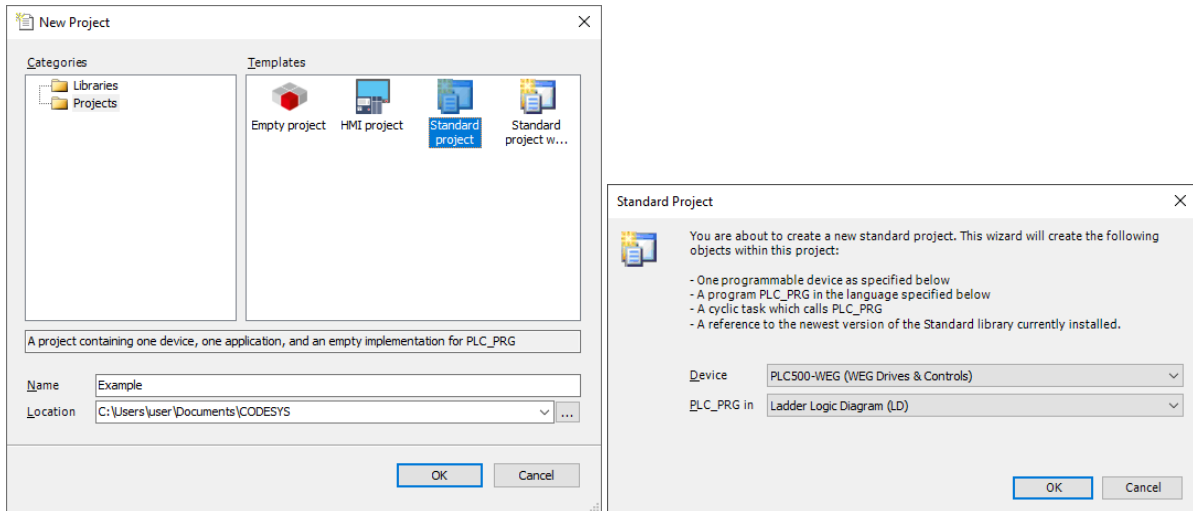 New Project
Categories
Templates
Libraries
Projects
Empty project
HMI project
Standard
project
Standard
project w...
A project containing one device, one application, and an empty implementation for PLC_PRG
Name
Example
Location
C:\Users\user\Documents\CODESYS
...
OK
Cancel
Standard Project
You are about to create a new standard project. This wizard will create the following
objects within this project:
- One programmable device as specified below
- A program PLC_PRG in the language specified below
- A cyclic task which calls PLC_PRG
- A reference to the newest version of the Standard library currently installed.
Device
PLC500-WEG (WEG Drives & Controls)
PLC_PRG in
Ladder Logic Diagram (LD)
OK
Cancel